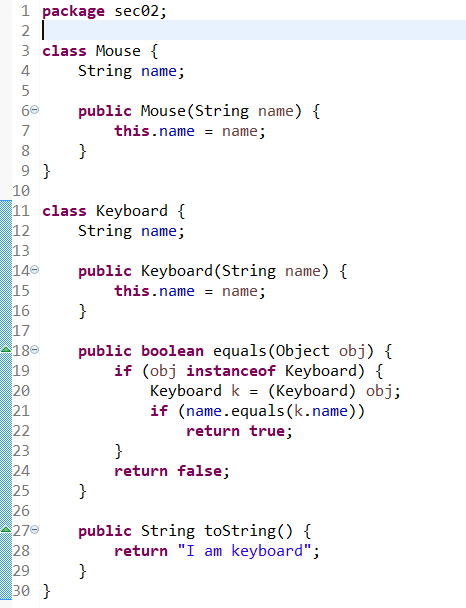 1 package sec02;
2
3 class Mouse {
4     String name;
5
6     public Mouse(String name) {
7         this.name = name;
8     }
9 }
10
11 class Keyboard {
12     String name;
13
14     public Keyboard(String name) {
15         this.name = name;
16     }
17
18     public boolean equals(Object obj) {
19         if (obj instanceof Keyboard) {
20             Keyboard k = (Keyboard) obj;
21             if (name.equals(k.name))
22                 return true;
23         }
24         return false;
25     }
26
27     public String toString() {
28         return "I am keyboard";
29     }
30 }